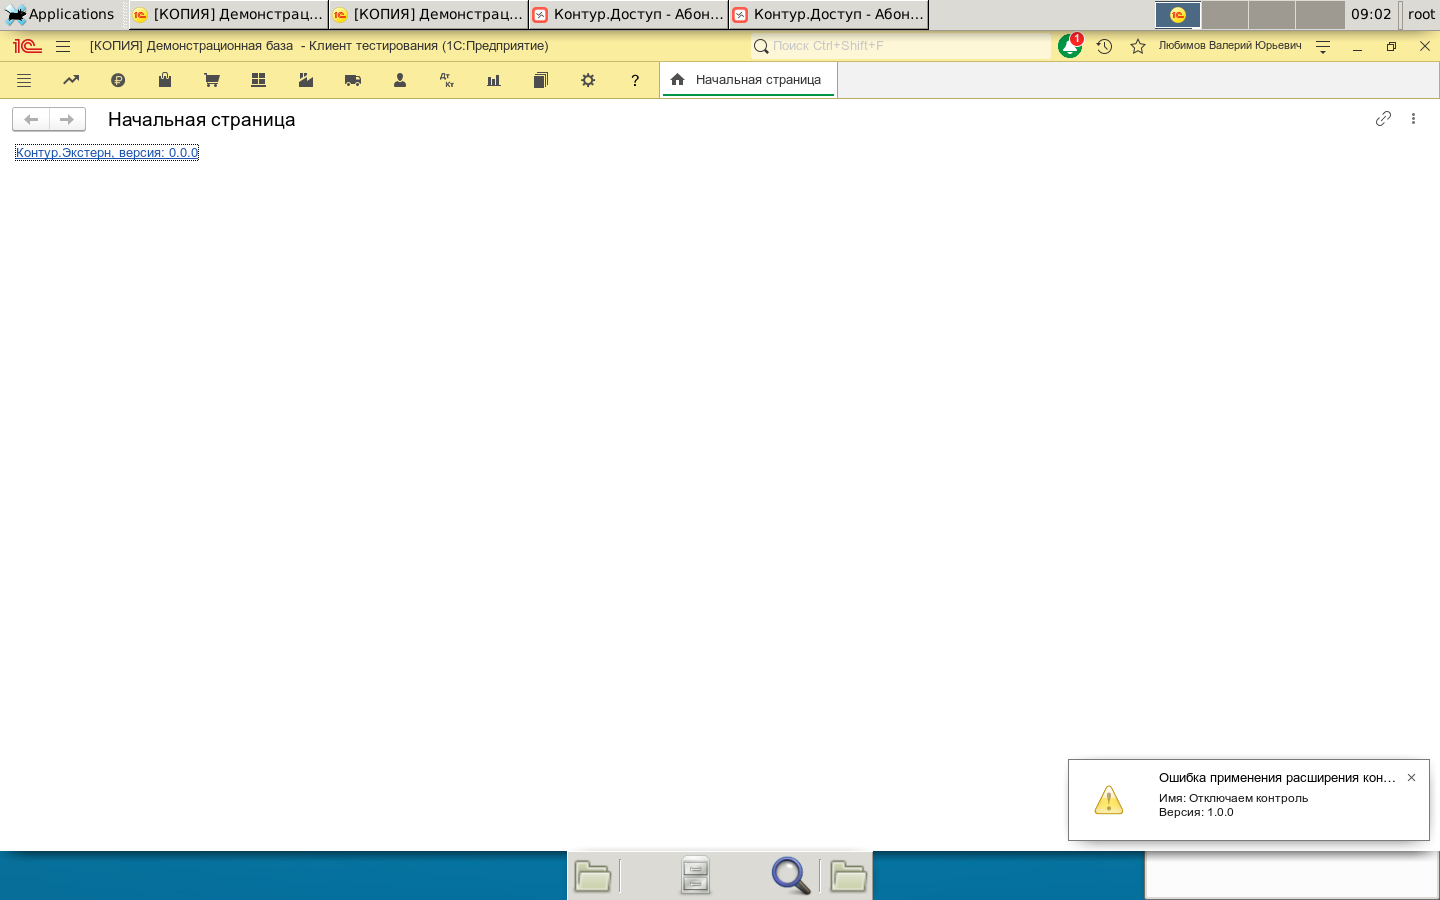 Applications
[КОПИЯ] Демонстрац...
[КОПИЯ] Демонстрац...
Контур.Доступ - Абон...
Контур.Доступ - Абон...
09:02
root
[КОПИЯ] Демонстрационная база - Клиент тестирования (1С:Предприятие)
Поиск Ctrl+Shift+F
1
Любимов Валерий Юрьевич
Дт
Кт
?
Начальная страница
Начальная страница
Контур.Экстерн, версия: 0.0.0
Ошибка применения расширения кон...
Имя: Отключаем контроль
Версия: 1.0.0